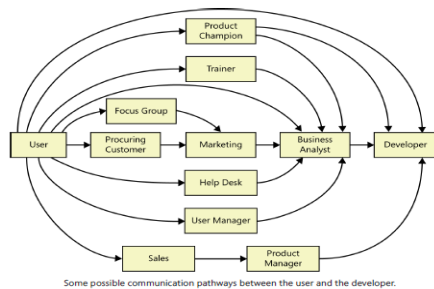 Product
Champion
Trainer
Focus Group
User
Procuring
Customer
Marketing
Business
Analyst
Developer
Help Desk
User Manager
Sales
Product
Manager
Some possible communication pathways between the user and the developer.